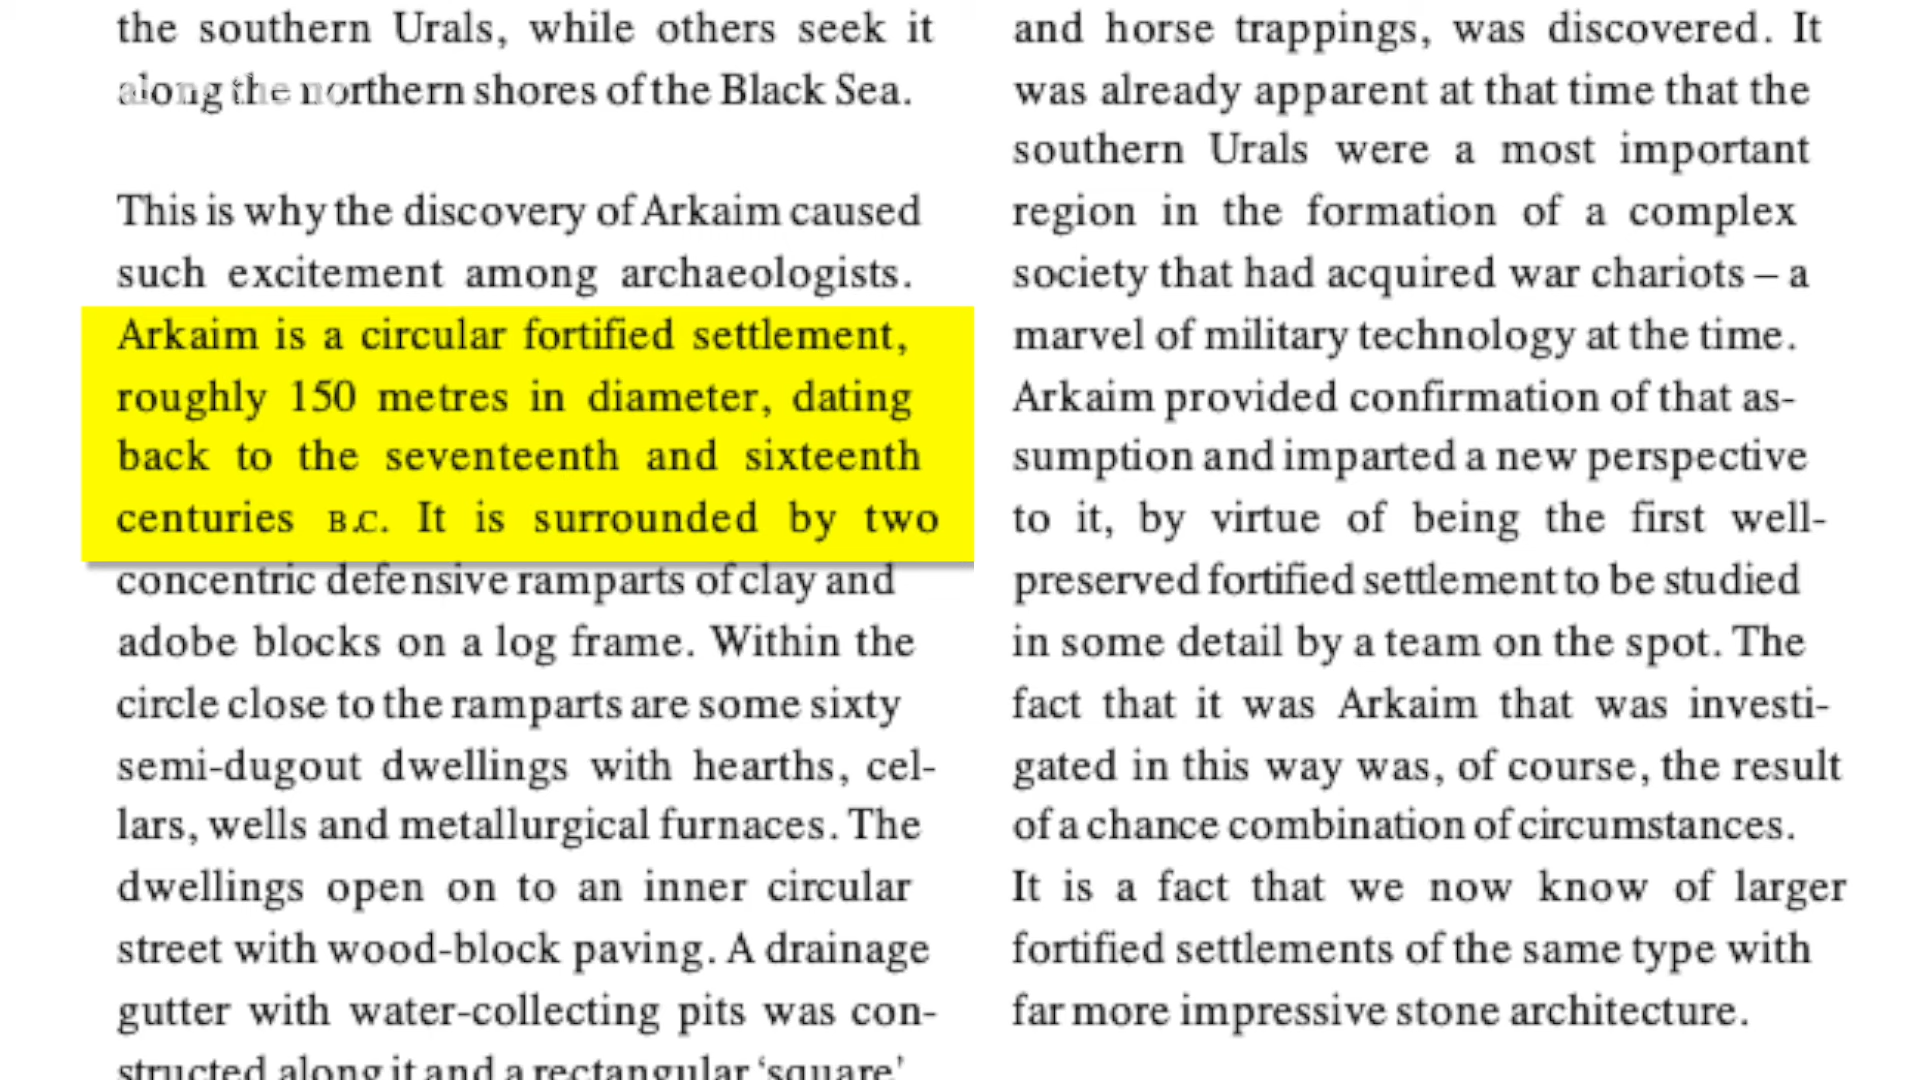 the southern Urals, while others seek it
along the northern shores of the Black Sea.
This is why the discovery of Arkaim caused
such excitement among archaeologists.
Arkaim is a circular fortified settlement,
roughly 150 metres in diameter, dating
back to the seventeenth and sixteenth
centuries B.C. It is surrounded by two
concentric defensive ramparts of clay and
adobe blocks on a log frame. Within the
circle close to the ramparts are some sixty
semi-dugout dwellings with hearths, cel-
lars, wells and metallurgical furnaces. The
dwellings open on to an inner circular
street with wood-block paving. A drainage
gutter with water-collecting pits was con-
structed along it and a rectangular ‘square’
and horse trappings, was discovered. It
was already apparent at that time that the
southern Urals were a most important
region in the formation of a complex
society that had acquired war chariots – a
marvel of military technology at the time.
Arkaim provided confirmation of that as-
sumption and imparted a new perspective
to it, by virtue of being the first well-
preserved fortified settlement to be studied
in some detail by a team on the spot. The
fact that it was Arkaim that was investi-
gated in this way was, of course, the result
of a chance combination of circumstances.
It is a fact that we now know of larger
fortified settlements of the same type with
far more impressive stone architecture.